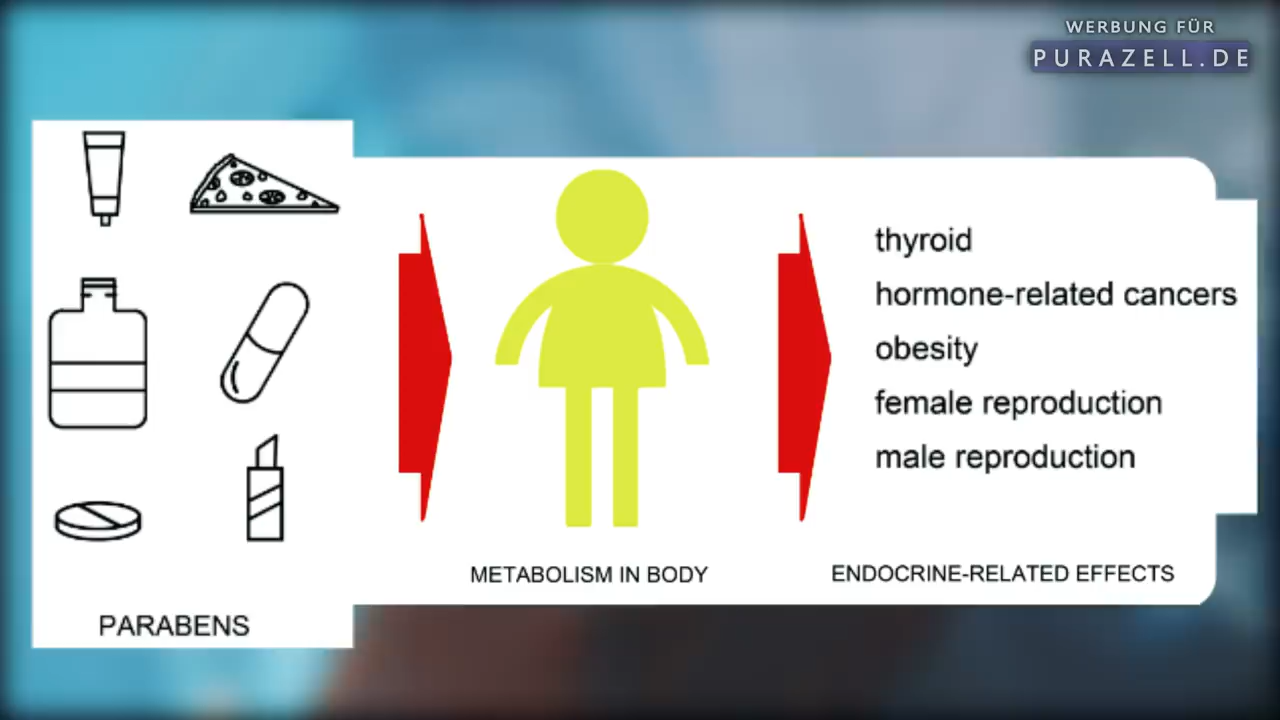 WERBUNG FÜR
PURAZELL.DE
thyroid
hormone-related cancers
obesity
female reproduction
male reproduction
METABOLISM IN BODY
ENDOCRINE-RELATED EFFECTS
PARABENS